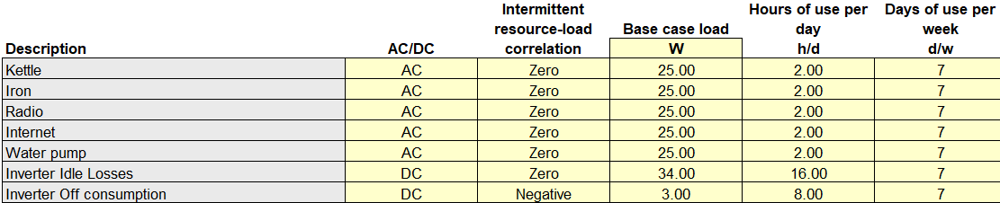 Intermittent Hours of use per Days of use per
resource-load Base case load day week
Description AC/DC correlation W h/d d/w
Kettle AC Zero 25.00 2.00 7
Iron AC Zero 25.00 2.00 7
Radio AC Zero 25.00 2.00 7
Internet AC Zero 25.00 2.00 7
Water pump AC Zero 25.00 2.00 7
Inverter Idle Losses DC Zero 34.00 16.00 7
Inverter Off consumption DC Negative 3.00 8.00 7